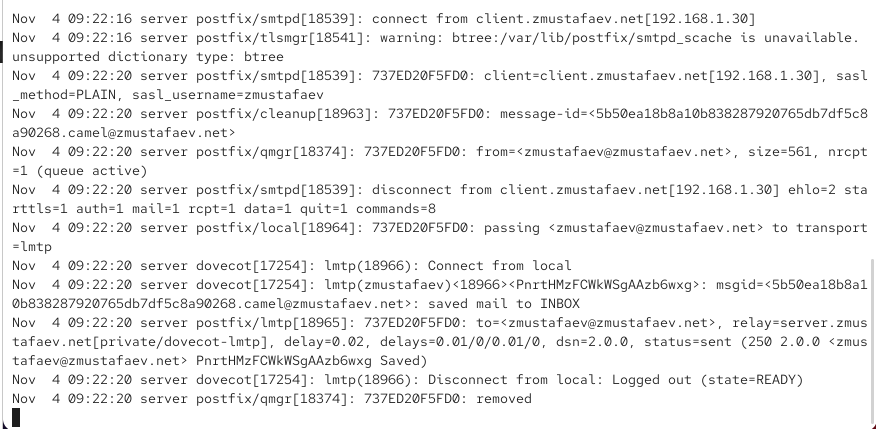 Nov  4 09:22:16 server postfix/smtpd[18539]: connect from client.zmustafaev.net[192.168.1.30]
Nov  4 09:22:16 server postfix/tlsmgr[18541]: warning: btree:/var/lib/postfix/smtpd_scache is unavailable.
unsupported dictionary type: btree
Nov  4 09:22:20 server postfix/smtpd[18539]: 737ED20F5FD0: client=client.zmustafaev.net[192.168.1.30], sasl
_method=PLAIN, sasl_username=zmustafaev
Nov  4 09:22:20 server postfix/cleanup[18963]: 737ED20F5FD0: message-id=<5b50ea18b8a10b838287920765db7df5c8
a90268.camel@zmustafaev.net>
Nov  4 09:22:20 server postfix/qmgr[18374]: 737ED20F5FD0: from=<zmustafaev@zmustafaev.net>, size=561, nrcpt
=1 (queue active)
Nov  4 09:22:20 server postfix/smtpd[18539]: disconnect from client.zmustafaev.net[192.168.1.30] ehlo=2 sta
rttls=1 auth=1 mail=1 rcpt=1 data=1 quit=1 commands=8
Nov  4 09:22:20 server postfix/local[18964]: 737ED20F5FD0: passing <zmustafaev@zmustafaev.net> to transport
=lmtp
Nov  4 09:22:20 server dovecot[17254]: lmtp(18966): Connect from local
Nov  4 09:22:20 server dovecot[17254]: lmtp(zmustafaev)<18966><PnrtHMzFCWkWSgAAzb6wxg>: msgid=<5b50ea18b8a1
0b838287920765db7df5c8a90268.camel@zmustafaev.net>: saved mail to INBOX
Nov  4 09:22:20 server postfix/lmtp[18965]: 737ED20F5FD0: to=<zmustafaev@zmustafaev.net>, relay=server.zmus
tafaev.net[private/dovecot-lmtp], delay=0.02, delays=0.01/0/0.01/0, dsn=2.0.0, status=sent (250 2.0.0 <zmus
tafaev@zmustafaev.net> PnrtHMzFCWkWSgAAzb6wxg Saved)
Nov  4 09:22:20 server dovecot[17254]: lmtp(18966): Disconnect from local: Logged out (state=READY)
Nov  4 09:22:20 server postfix/qmgr[18374]: 737ED20F5FD0: removed